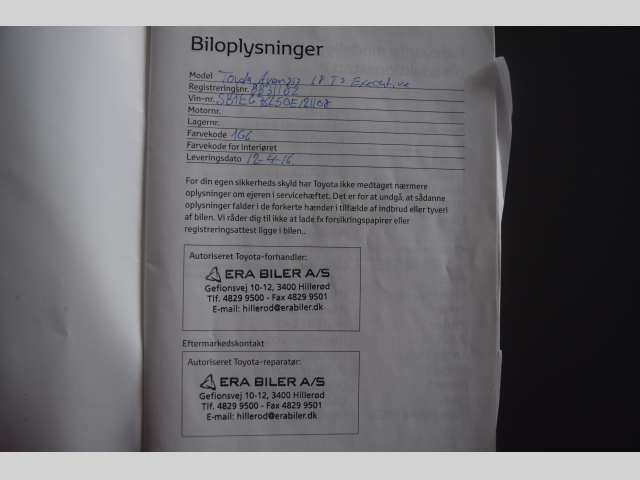 Biloplysninger
Model Toyota Avensis 1.8 TS Executive
Registreringsnr.
Vin-nr.
Motornr.
Lagernr.
Farvekode 1G6
Farvekode for interiøret
Leveringsdato 12-4-16
For din egen sikkerheds skyld har Toyota ikke medtaget nærmere
oplysninger om ejeren i servicehæftet. Det er for at undgå, at sådanne
oplysninger falder i de forkerte hænder i tilfælde af indbrud eller tyveri
af bilen. Vi råder dig til ikke at lade fx forsikringspapirer eller
registreringsattest ligge i bilen..
Autoriseret Toyota-forhandler:
ERA BILER A/S
Gefionsvej 10-12, 3400 Hillerød
Tlf. 4829 9500 - Fax 4829 9501
E-mail: hillerod@erabiler.dk
Eftermarkedskontakt
Autoriseret Toyota-reparatør:
ERA BILER A/S
Gefionsvej 10-12, 3400 Hillerød
Tlf. 4829 9500 - Fax 4829 9501
E-mail: hillerod@erabiler.dk